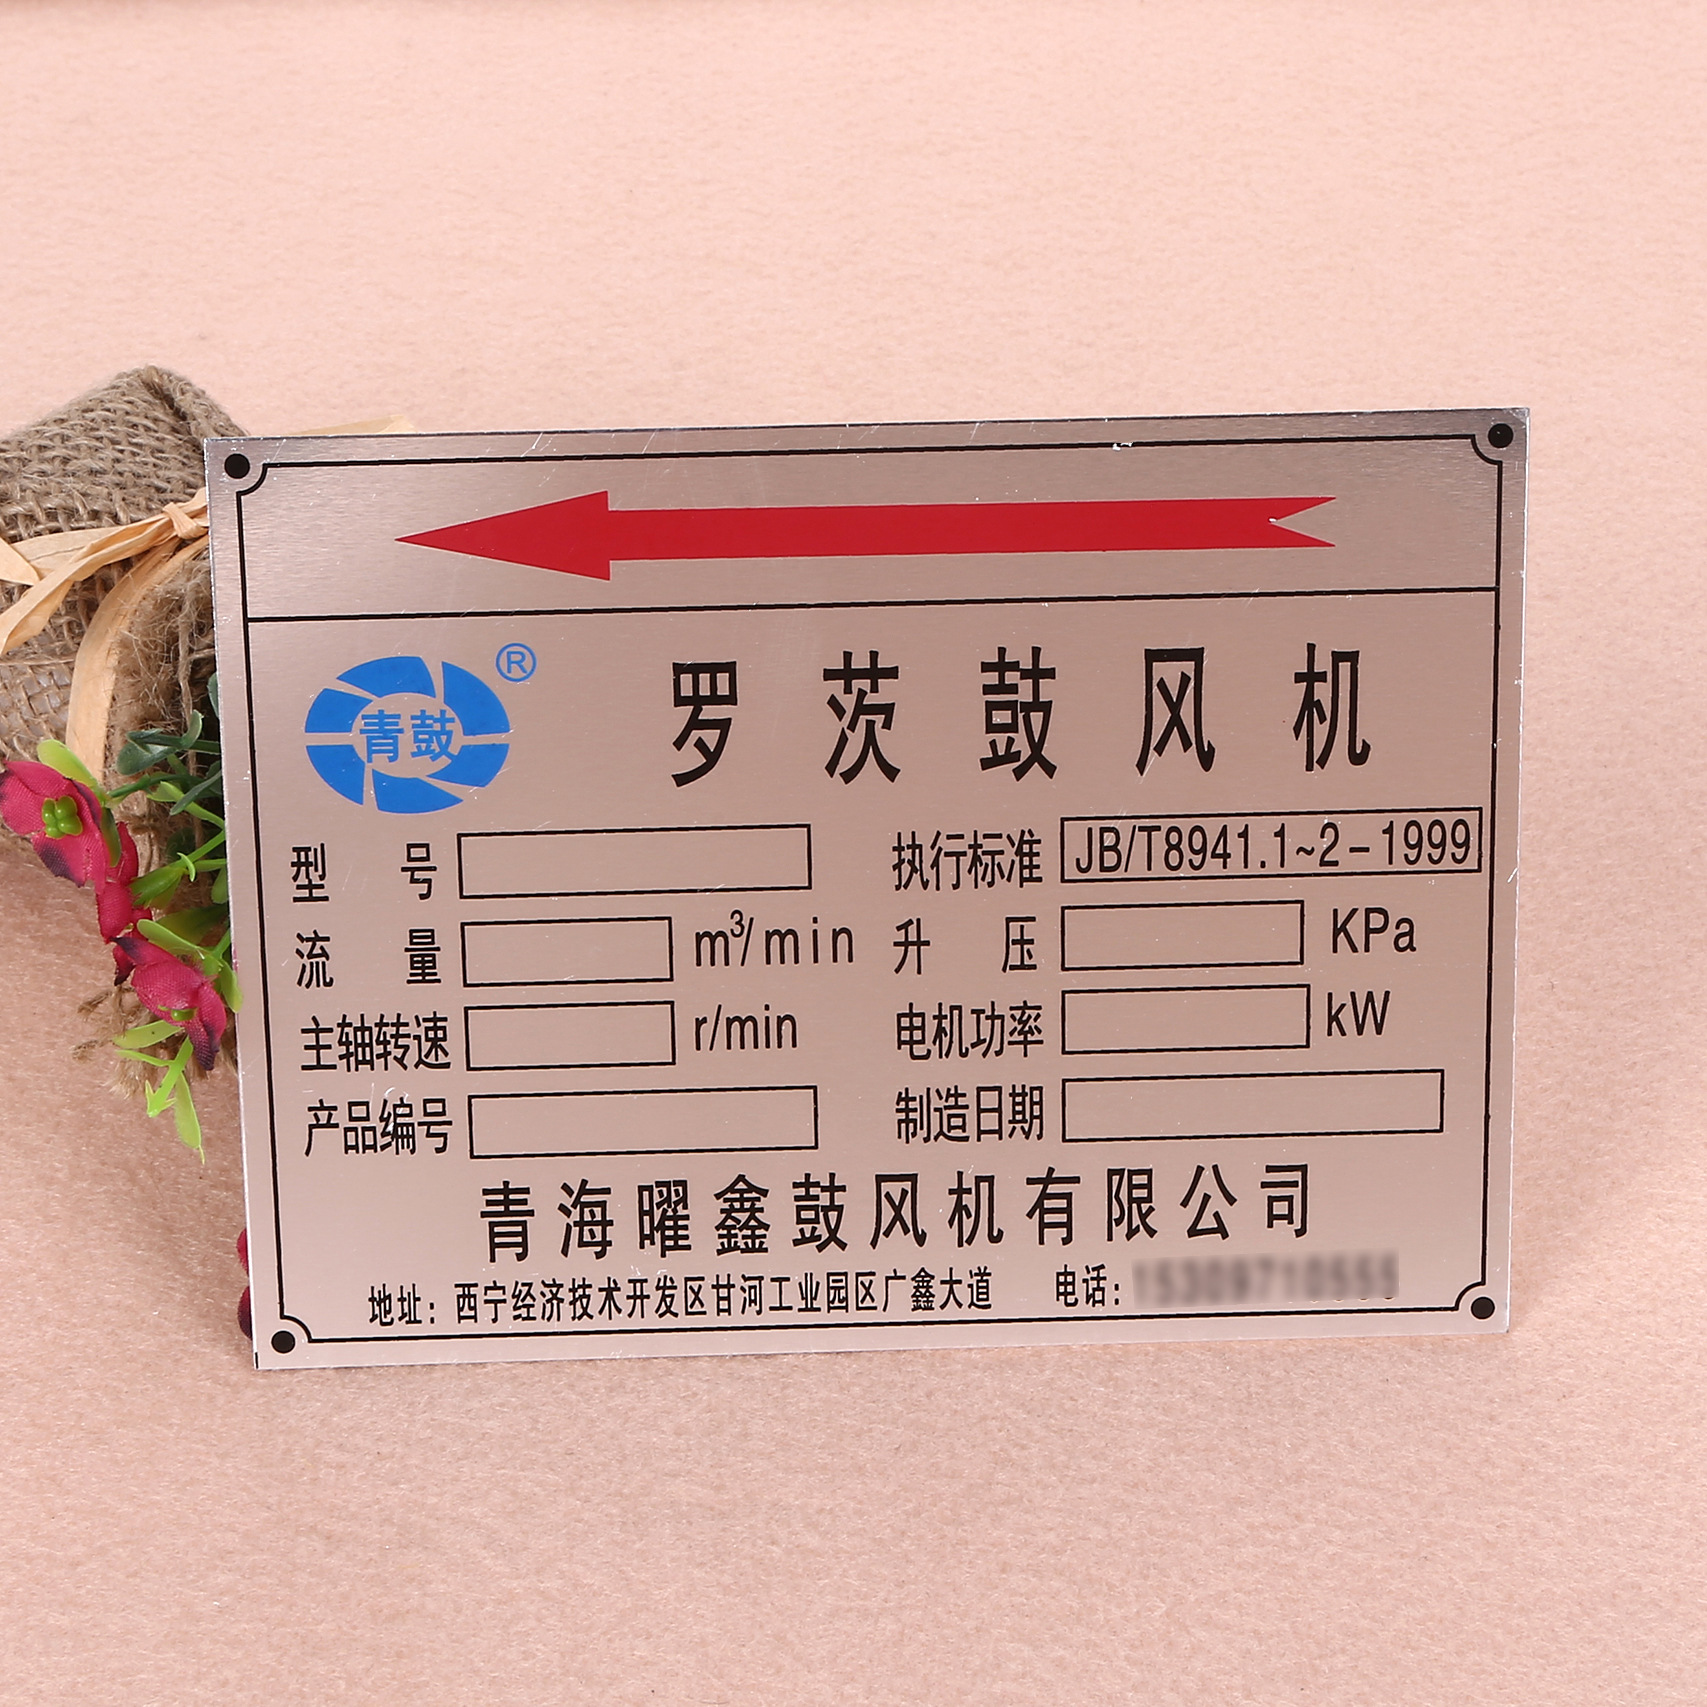 青鼓 ®
罗茨鼓风机
型号 执行标准 JB/T8941.1~2-1999
流量 m³/min 升压 KPa
主轴转速 r/min 电机功率 kW
产品编号 制造日期
青海曜鑫鼓风机有限公司
地址：西宁经济技术开发区甘河工业园区广鑫大道 电话：